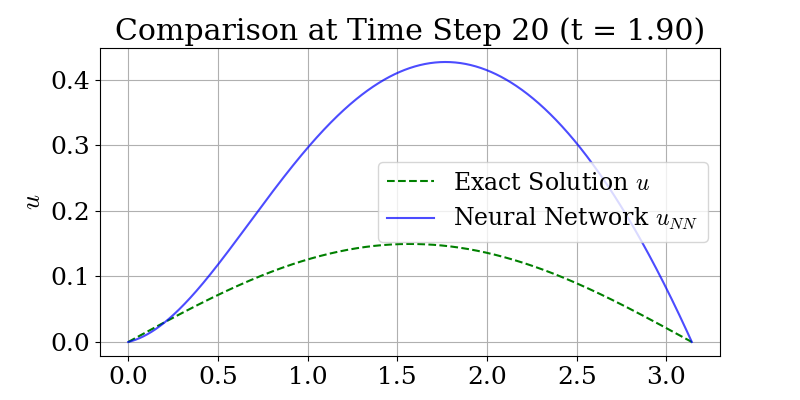 Comparison at Time Step 20 (t = 1.90)
0.4
0.3
0.2
0.1
0.0
u
Exact Solution u
Neural Network u_NN
0.0 0.5 1.0 1.5 2.0 2.5 3.0